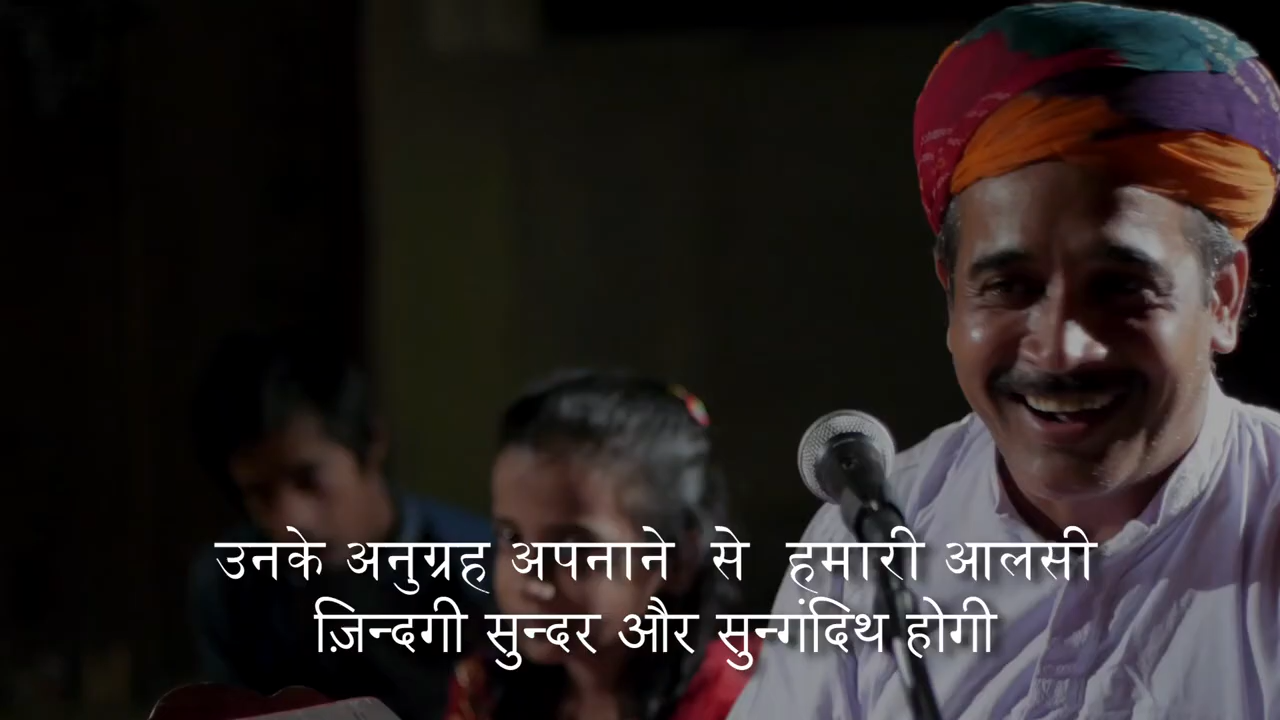 उनके अनुग्रह अपनाने से हमारी आलसी
ज़िन्दगी सुन्दर और सुन्गंदिथ होगी